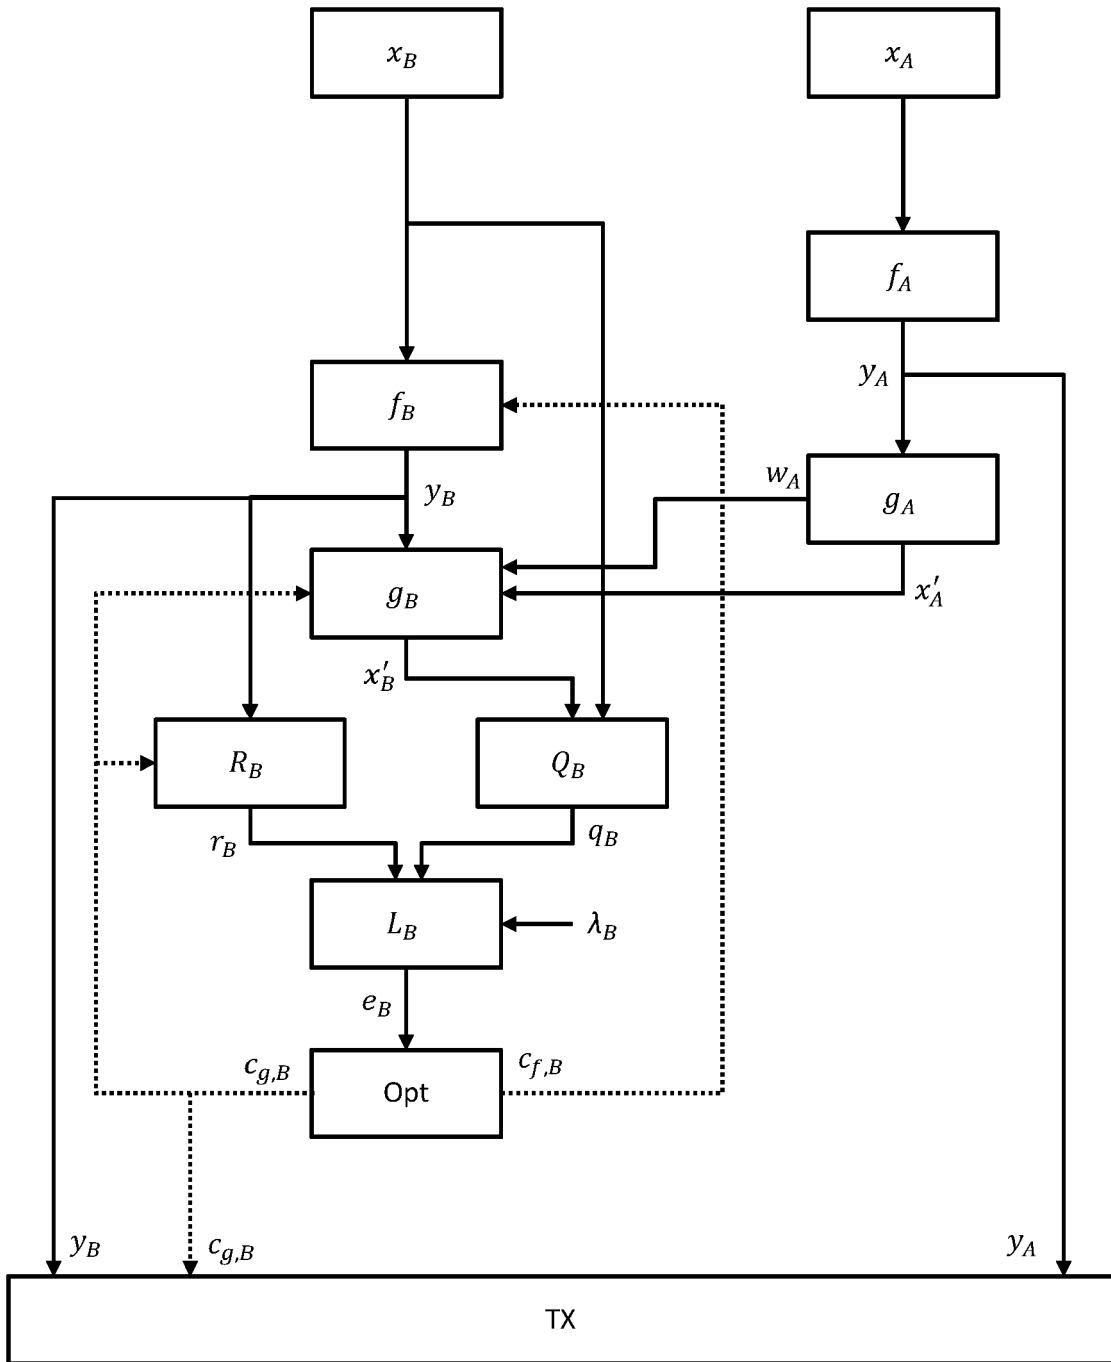 x_B
x_A
f_A
y_A
f_B
w_A
y_B
g_A
g_B
x'_A
x'_B
R_B
Q_B
r_B
q_B
L_B
λ_B
e_B
c_{g,B}
c_{f,B}
Opt
y_B
c_{g,B}
y_A
TX